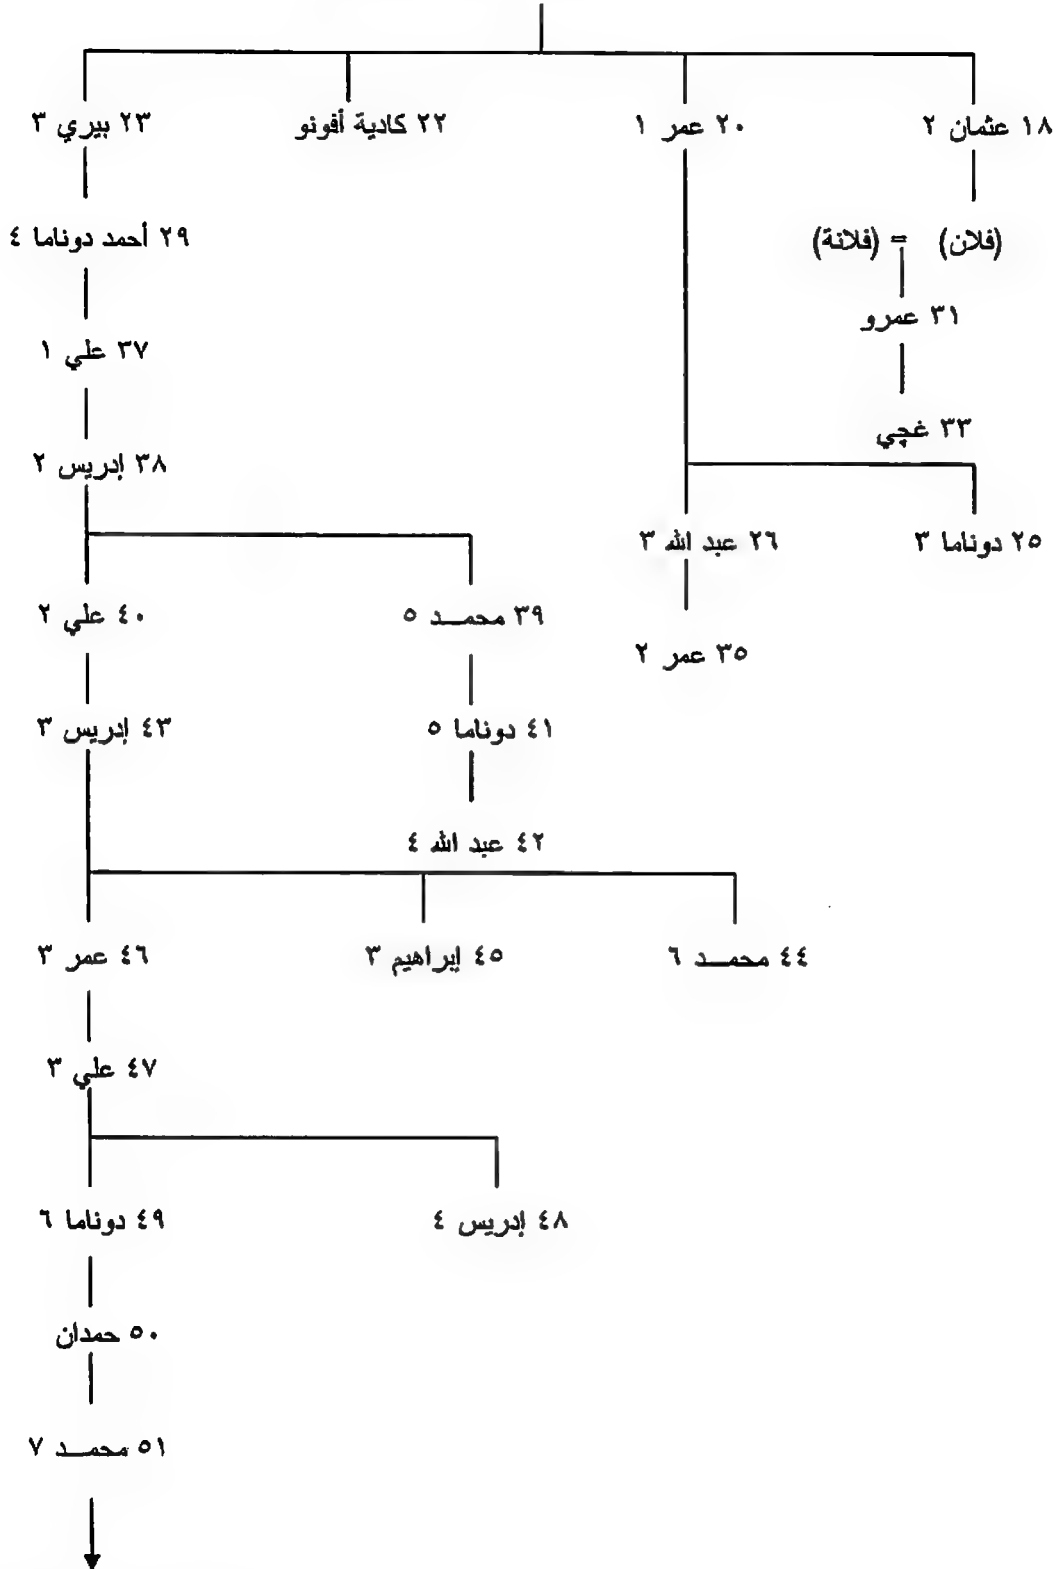 ١٨ عثمان ٢
٢٠ عمر ١
٢٢ كادية أفونو
٢٣ بيري ٣
(فلان) = (فلانة)
٢٩ أحمد دوناما ٤
٣١ عمرو
٣٧ علي ١
٣٣ غجي
٣٨ إدريس ٢
٢٥ دوناما ٣
٢٦ عبد الله ٣
٣٩ محمد ٥
٤٠ علي ٢
٣٥ عمر ٢
٤١ دوناما ٥
٤٣ إدريس ٣
٤٢ عبد الله ٤
٤٤ محمد ٦
٤٥ إبراهيم ٣
٤٦ عمر ٣
٤٧ علي ٣
٤٨ إدريس ٤
٤٩ دوناما ٦
٥٠ حمدان
٥١ محمد ٧